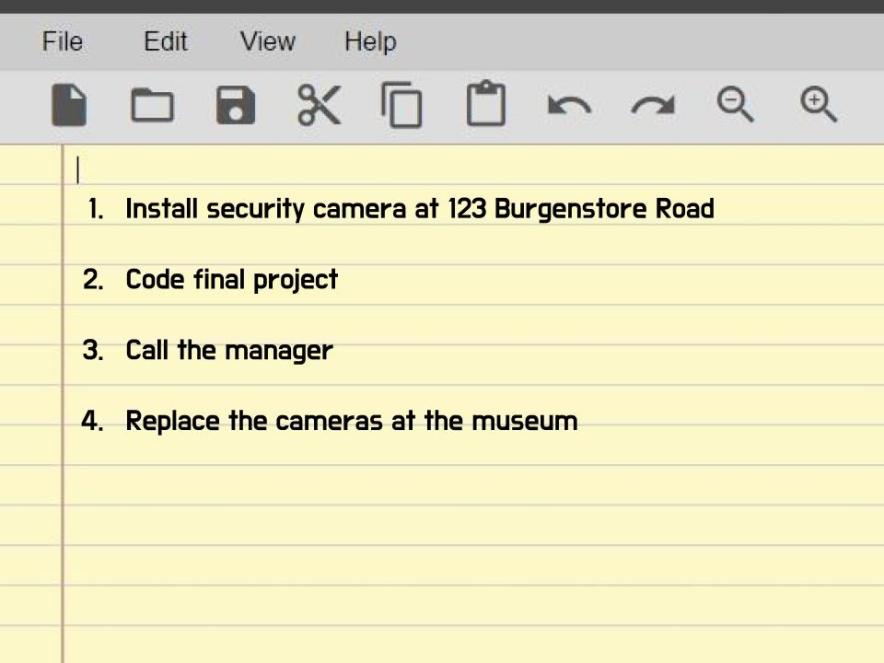 File Edit View Help
1. Install security camera at 123 Burgenstore Road
2. Code final project
3. Call the manager
4. Replace the cameras at the museum